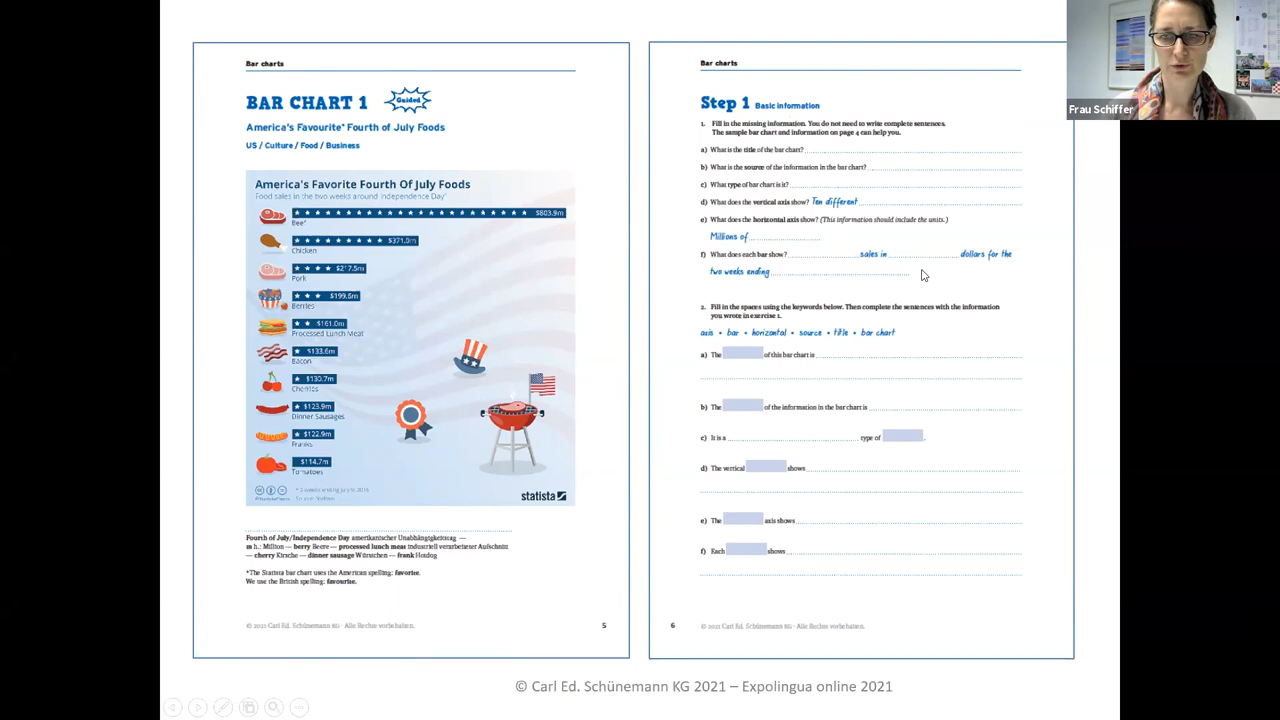 Bar charts
BAR CHART 1
Guided
America's Favourite* Fourth of July Foods
US / Culture / Food / Business
America's Favorite Fourth Of July Foods
Food sales in the two weeks around Independence Day*
$803.9m
Beef
$371.0m
Chicken
$217.5m
Pork
$199.6m
Berries
$161.0m
Processed Lunch Meat
$133.6m
Bacon
$130.7m
Cherries
$123.9m
Dinner Sausages
$122.9m
Franks
$114.7m
Tomatoes
statista
Fourth of July/Independence Day amerikanischer Unabhängigkeitstag —
m h.: Million — berry Beere — processed lunch meat industriell verarbeiteter Aufschnitt
— cherry Kirsche — dinner sausage Würstchen — frank Hotdog
*The Statista bar chart uses the American spelling: favorite.
We use the British spelling: favourite.
© 2021 Carl Ed. Schünemann KG · Alle Rechte vorbehalten.
5
Bar charts
Step 1 Basic information
1. Fill in the missing information. You do not need to write complete sentences.
The sample bar chart and information on page 4 can help you.
a) What is the title of the bar chart?
b) What is the source of the information in the bar chart?
c) What type of bar chart is it?
d) What does the vertical axis show? Ten different
e) What does the horizontal axis show? (This information should include the units.)
Millions of
f) What does each bar show? sales in dollars for the
two weeks ending
2. Fill in the spaces using the keywords below. Then complete the sentences with the information
you wrote in exercise 1.
axis • bar • horizontal • source • title • bar chart
a) The of this bar chart is
b) The of the information in the bar chart is
c) It is a type of .
d) The vertical shows
e) The axis shows
f) Each shows
6
© 2021 Carl Ed. Schünemann KG · Alle Rechte vorbehalten.
Frau Schiffer
© Carl Ed. Schünemann KG 2021 – Expolingua online 2021